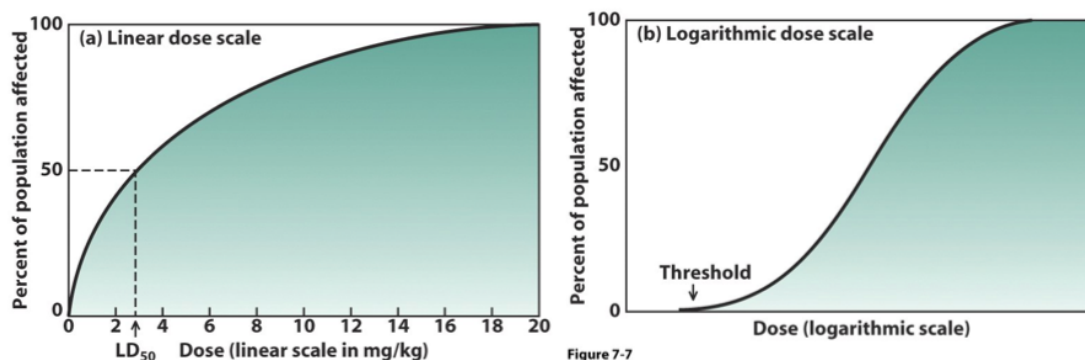 (a) Linear dose scale
Percent of population affected
100
50
0
0 2 4 6 8 10 12 14 16 18 20
LD50 Dose (linear scale in mg/kg)
(b) Logarithmic dose scale
Percent of population affected
100
50
0
Threshold
Dose (logarithmic scale)
Figure 7-7